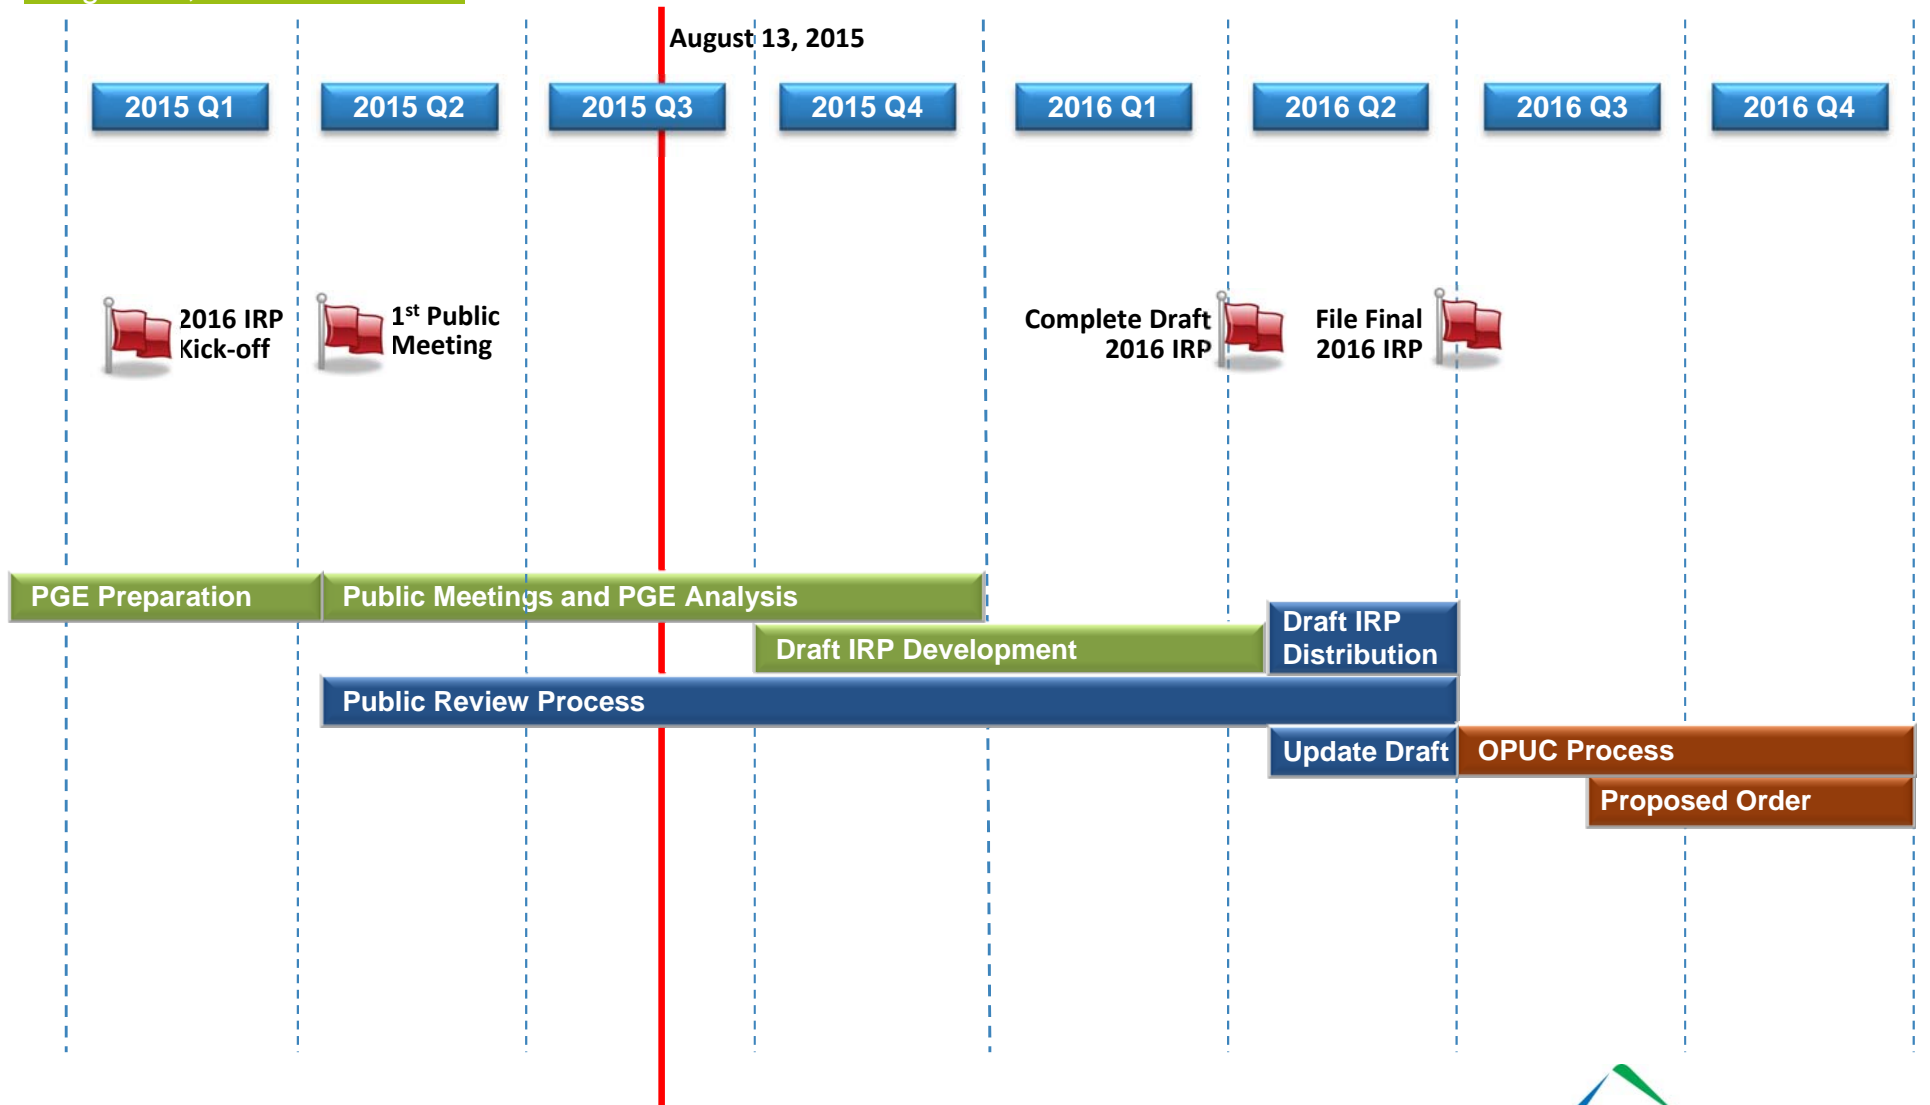 August 13, 2015
2015 Q1
2015 Q2
2015 Q3
2015 Q4
2016 Q1
2016 Q2
2016 Q3
2016 Q4
2016 IRP
Kick-off
1st Public
Meeting
Complete Draft
2016 IRP
File Final
2016 IRP
PGE Preparation
Public Meetings and PGE Analysis
Draft IRP Development
Draft IRP
Distribution
Public Review Process
Update Draft
OPUC Process
Proposed Order